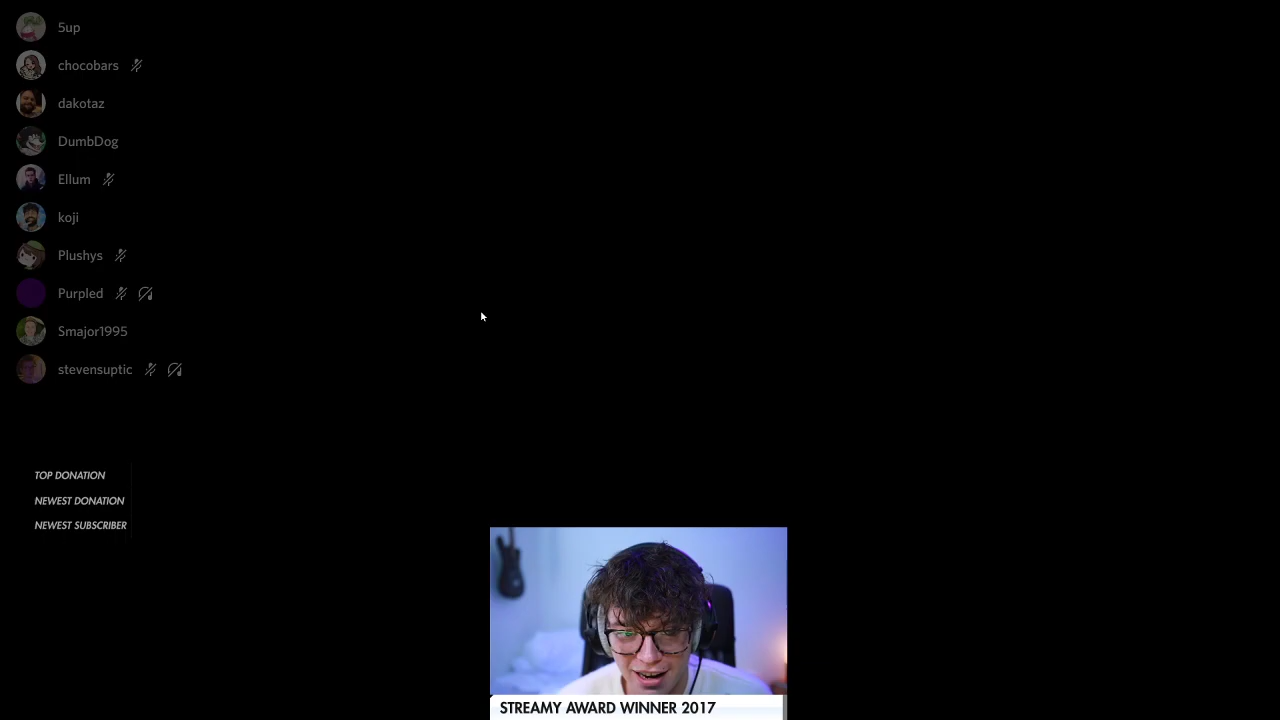 5up
chocobars
dakotaz
DumbDog
Ellum
koji
Plushys
Purpled
Smajor1995
stevensuptic
TOP DONATION
NEWEST DONATION
NEWEST SUBSCRIBER
STREAMY AWARD WINNER 2017